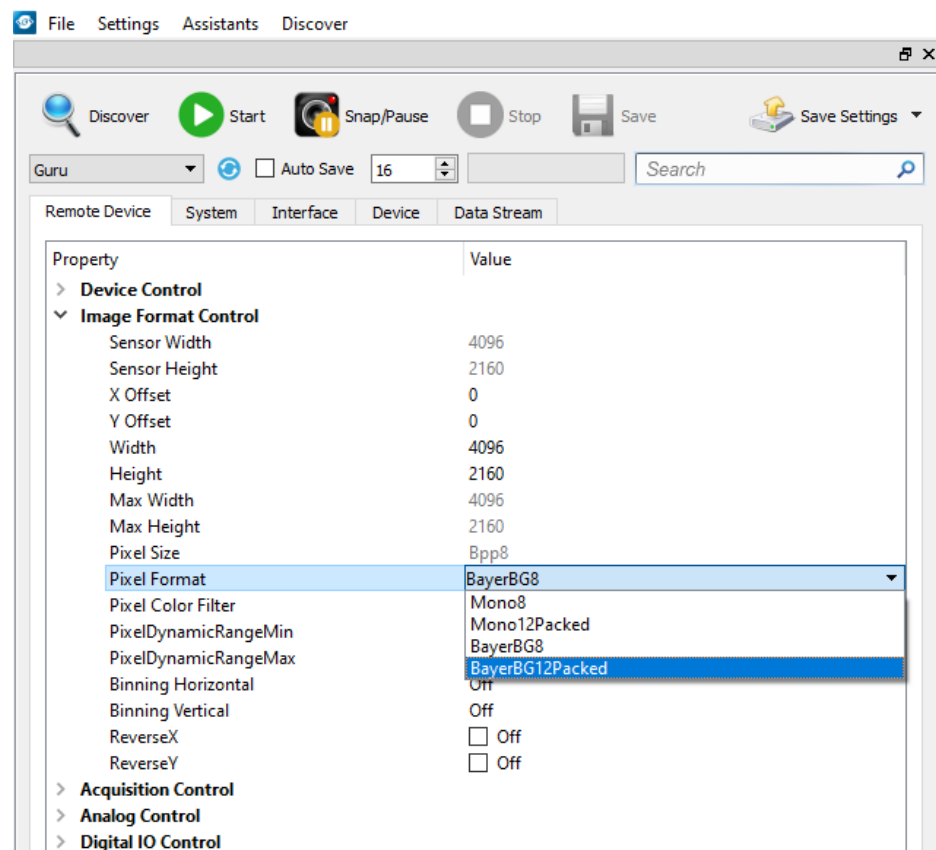 File Settings Assistants Discover
Discover Start Snap/Pause Stop Save Save Settings
Guru Auto Save 16 Search
Remote Device System Interface Device Data Stream
Property Value
Device Control
Image Format Control
Sensor Width 4096
Sensor Height 2160
X Offset 0
Y Offset 0
Width 4096
Height 2160
Max Width 4096
Max Height 2160
Pixel Size Bpp8
Pixel Format BayerBG8
Pixel Color Filter Mono8
PixelDynamicRangeMin Mono12Packed
PixelDynamicRangeMax BayerBG8
BayerBG12Packed
Binning Horizontal Off
Binning Vertical Off
ReverseX Off
ReverseY Off
Acquisition Control
Analog Control
Digital IO Control